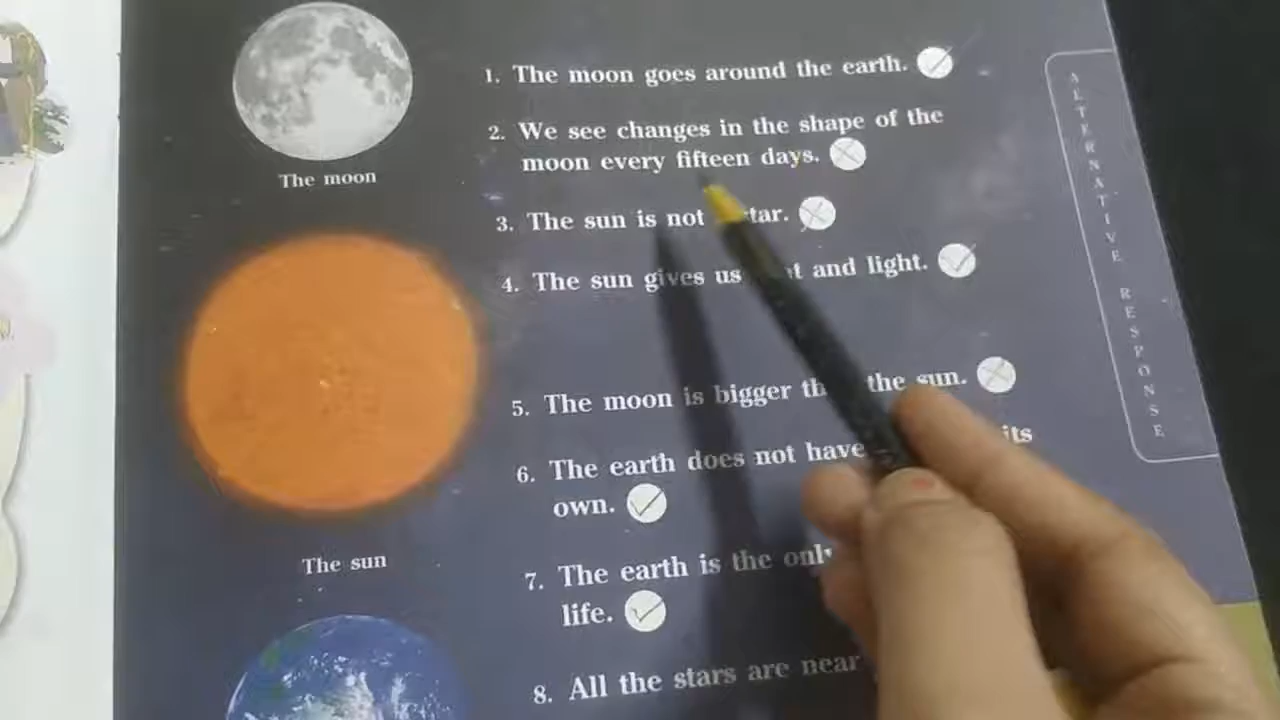 The moon
The sun
1. The moon goes around the earth.
2. We see changes in the shape of the
moon every fifteen days.
3. The sun is not
4. The sun gives us and light.
5. The moon is bigger the sun.
6. The earth does not have its
own.
7. The earth is the only
life.
8. All the stars are near
ALTERNATIVE RESPONSE